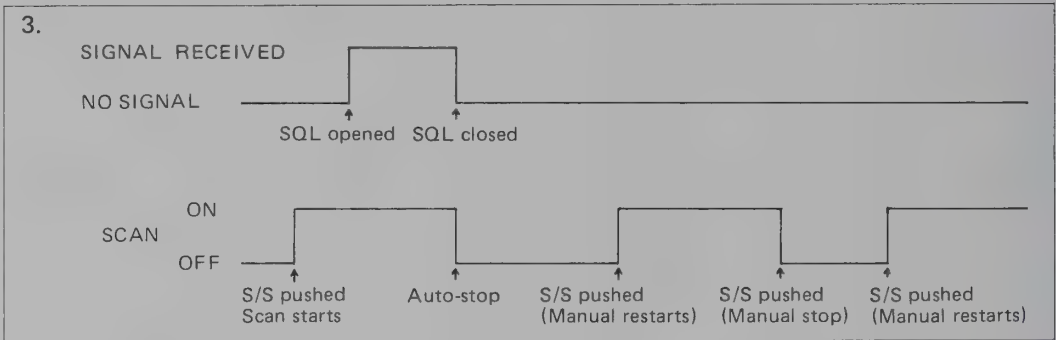 3.
SIGNAL RECEIVED
NO SIGNAL
SQL opened SQL closed
ON
SCAN
OFF
S/S pushed Auto-stop S/S pushed S/S pushed S/S pushed
Scan starts (Manual restarts) (Manual stop) (Manual restarts)